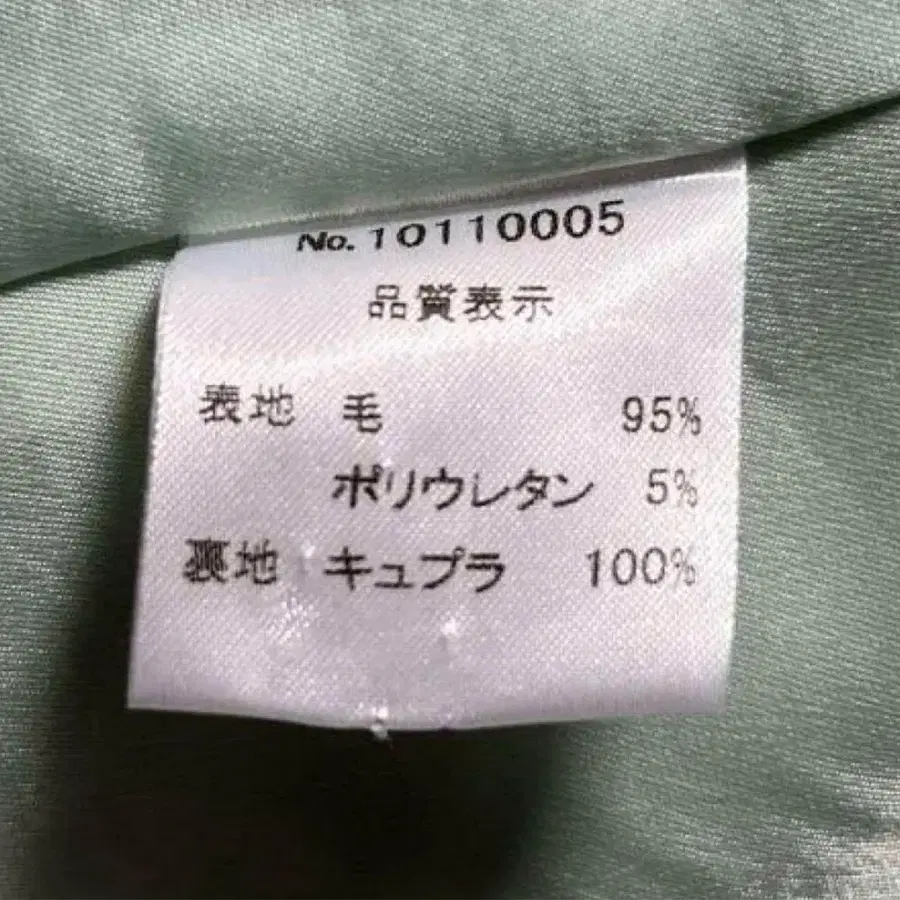 No. 10110005
品質表示
表地 毛 95%
ポリウレタン 5%
裏地 キュプラ 100%